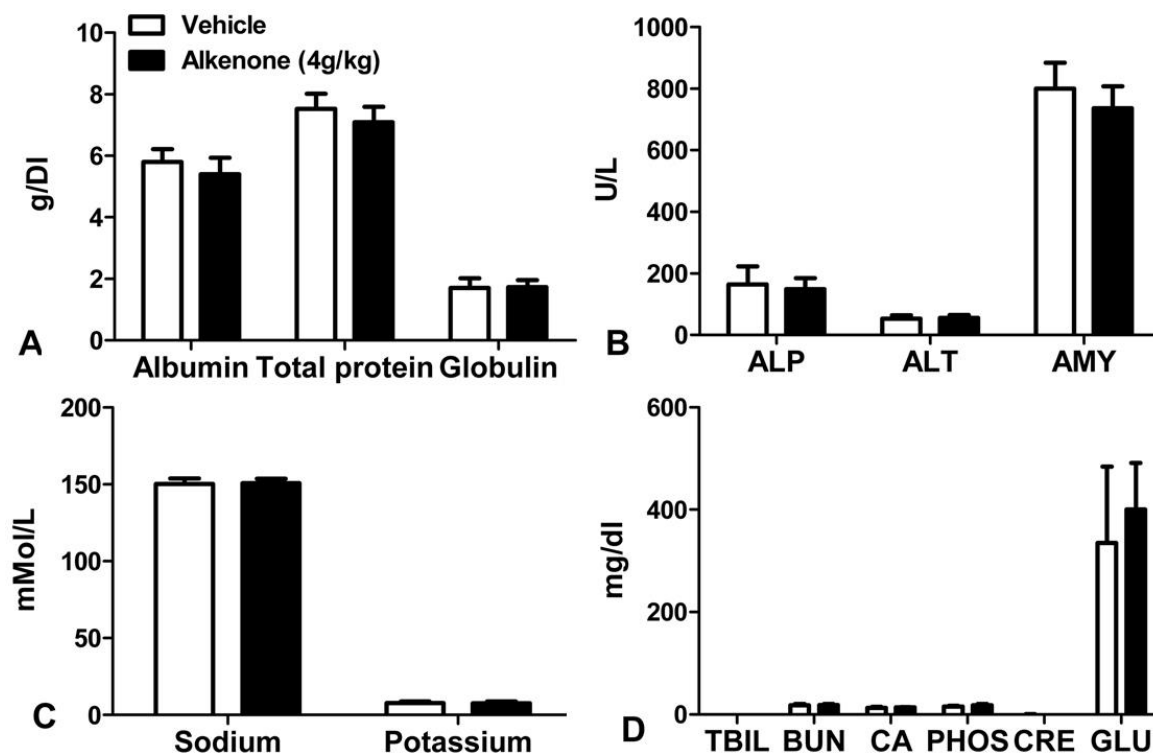 10
8
6
4
2
0
g/Dl
Vehicle
Alkenone (4g/kg)
A
Albumin Total protein Globulin
1000
800
600
400
200
0
U/L
B
ALP ALT AMY
200
150
100
50
0
mMol/L
C
Sodium Potassium
600
400
200
0
mg/dl
D
TBIL BUN CA PHOS CRE GLU